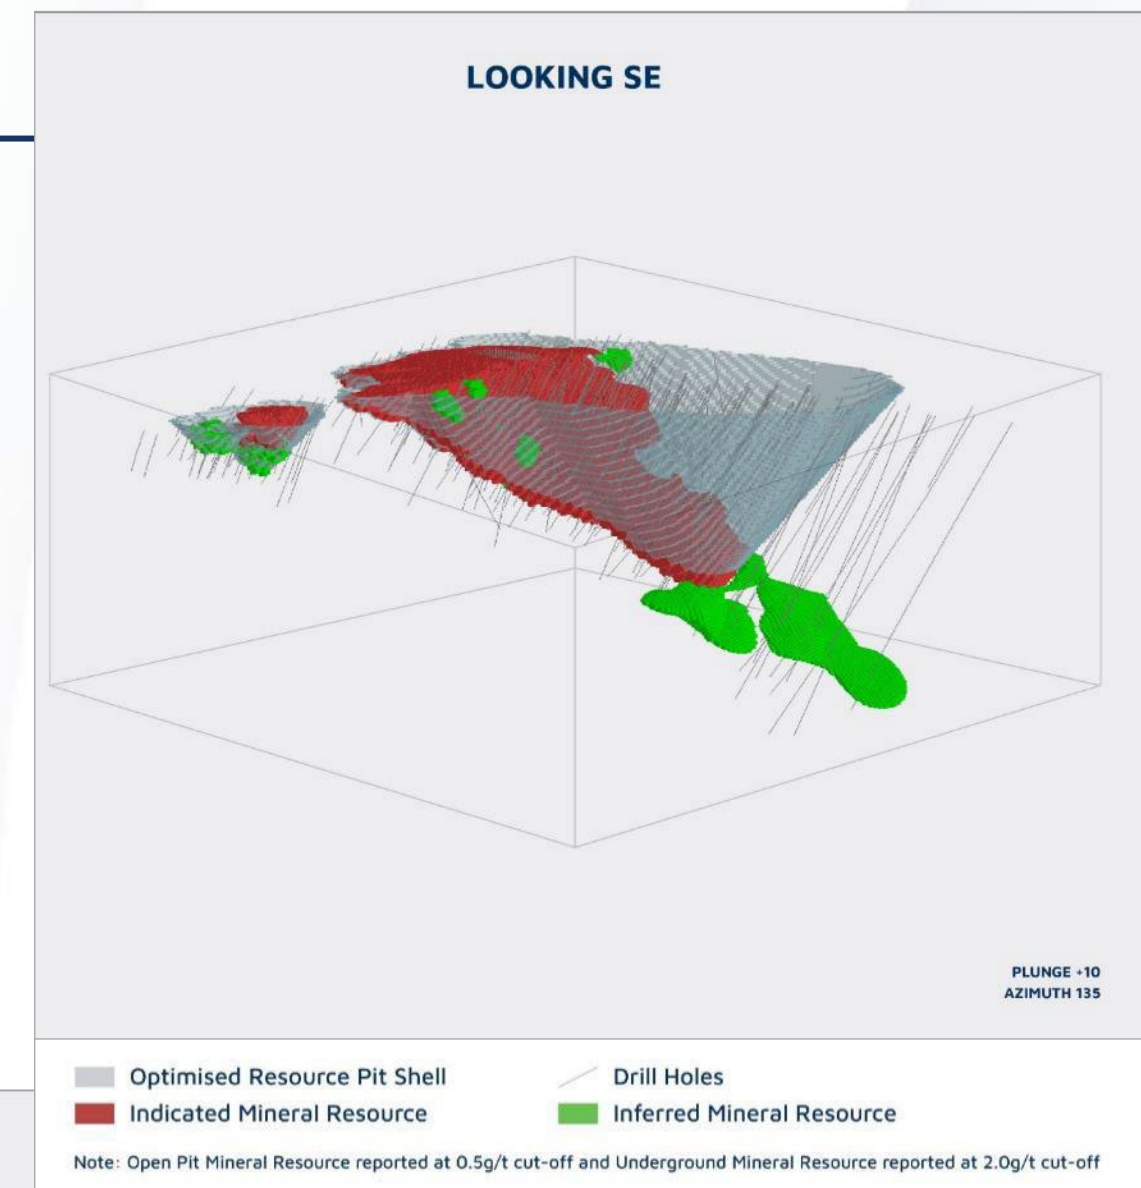 LOOKING SE
PLUNGE +10
AZIMUTH 135
Optimised Resource Pit Shell
Drill Holes
Indicated Mineral Resource
Inferred Mineral Resource
Note: Open Pit Mineral Resource reported at 0.5g/t cut-off and Underground Mineral Resource reported at 2.0g/t cut-off